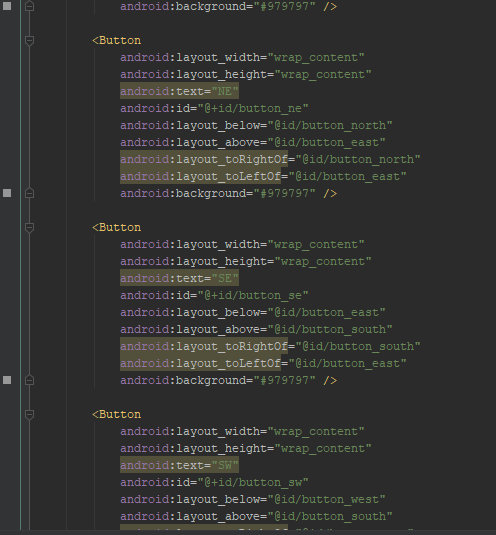 android:background="#979797" />
<Button
android:layout_width="wrap_content"
android:layout_height="wrap_content"
android:text="NE"
android:id="@+id/button_ne"
android:layout_below="@id/button_north"
android:layout_above="@id/button_east"
android:layout_toRightOf="@id/button_north"
android:layout_toLeftOf="@id/button_east"
android:background="#979797" />
<Button
android:layout_width="wrap_content"
android:layout_height="wrap_content"
android:text="SE"
android:id="@+id/button_se"
android:layout_below="@id/button_east"
android:layout_above="@id/button_south"
android:layout_toRightOf="@id/button_south"
android:layout_toLeftOf="@id/button_east"
android:background="#979797" />
<Button
android:layout_width="wrap_content"
android:layout_height="wrap_content"
android:text="SW"
android:id="@+id/button_sw"
android:layout_below="@id/button_west"
android:layout_above="@id/button_south"